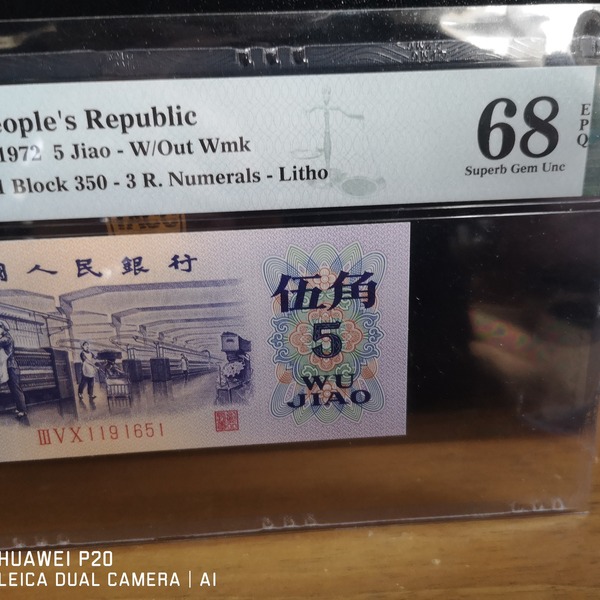 eople's Republic
1972 5 Jiao - W/Out Wmk
Block 350 - 3 R. Numerals - Litho
68
EPQ
Superb Gem Unc
人民銀行
伍角
5
WU
JIAO
ⅢⅤⅩ1191651
HUAWEI P20
LEICA DUAL CAMERA | AI